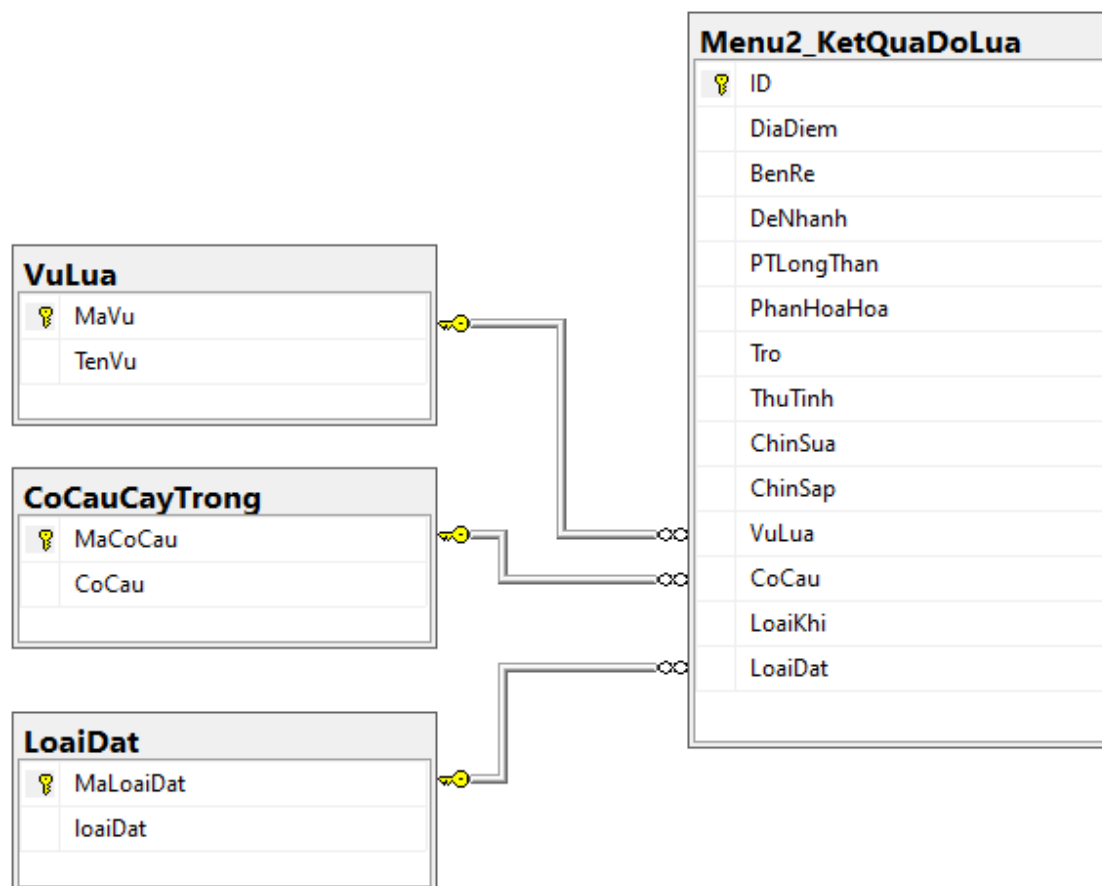 VuLua
MaVu
TenVu
CoCauCayTrong
MaCoCau
CoCau
LoaiDat
MaLoaiDat
loaiDat
Menu2_KetQuaDoLua
ID
DiaDiem
BenRe
DeNhanh
PTLongThan
PhanHoaHoa
Tro
ThuTinh
ChinSua
ChinSap
VuLua
CoCau
LoaiKhi
LoaiDat